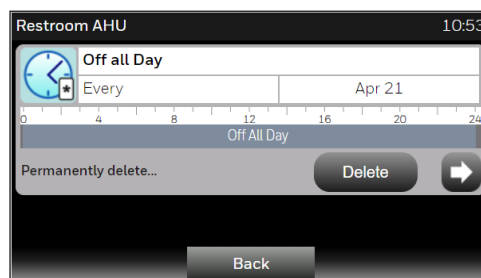 Restroom AHU 10:53
Off all Day
Every Apr 21
0 4 8 12 16 20 24
Off All Day
Permanently delete... Delete
Back